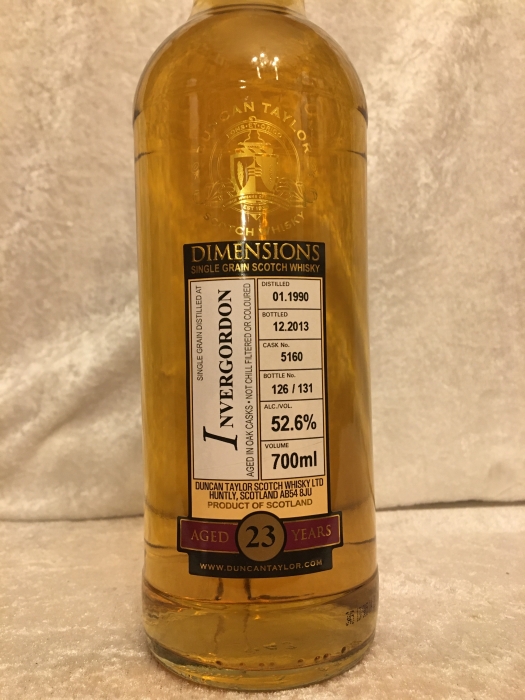 DUNCAN TAYLOR
SCOTCH WHISKY
DIMENSIONS
SINGLE GRAIN SCOTCH WHISKY
SINGLE GRAIN DISTILLED AT
INVERGORDON
AGED IN OAK CASKS • NOT CHILL FILTERED OR COLOURED
DISTILLED
01.1990
BOTTLED
12.2013
CASK No.
5160
BOTTLE No.
126 / 131
ALC./VOL.
52.6%
VOLUME
700ml
DUNCAN TAYLOR SCOTCH WHISKY LTD
HUNTLY, SCOTLAND AB54 8JU
PRODUCT OF SCOTLAND
AGED 23 YEARS
WWW.DUNCANTAYLOR.COM